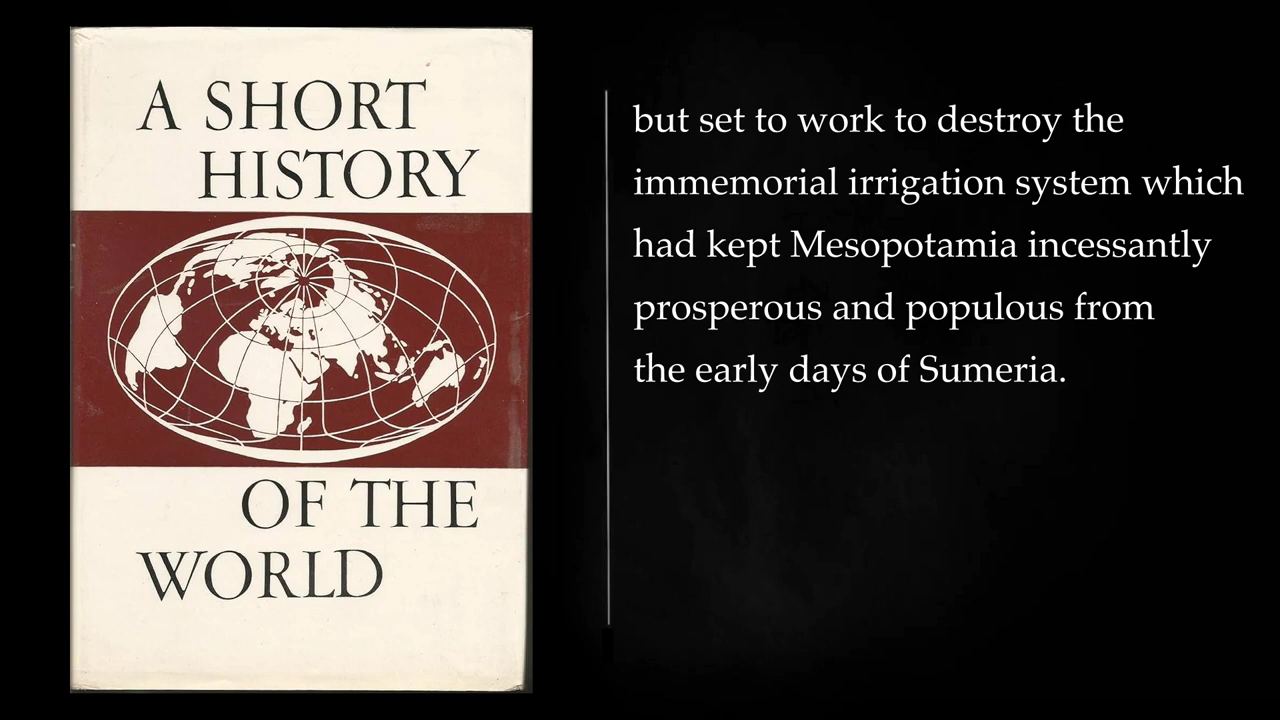 A SHORT
HISTORY
OF THE
WORLD
but set to work to destroy the
immemorial irrigation system which
had kept Mesopotamia incessantly
prosperous and populous from
the early days of Sumeria.